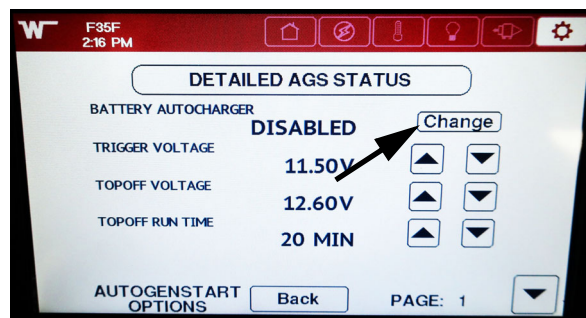 F35F
2:16 PM
DETAILED AGS STATUS
BATTERY AUTOCHARGER
DISABLED
Change
TRIGGER VOLTAGE
11.50V
TOPOFF VOLTAGE
12.60V
TOPOFF RUN TIME
20 MIN
AUTOGENSTART
OPTIONS
Back
PAGE: 1